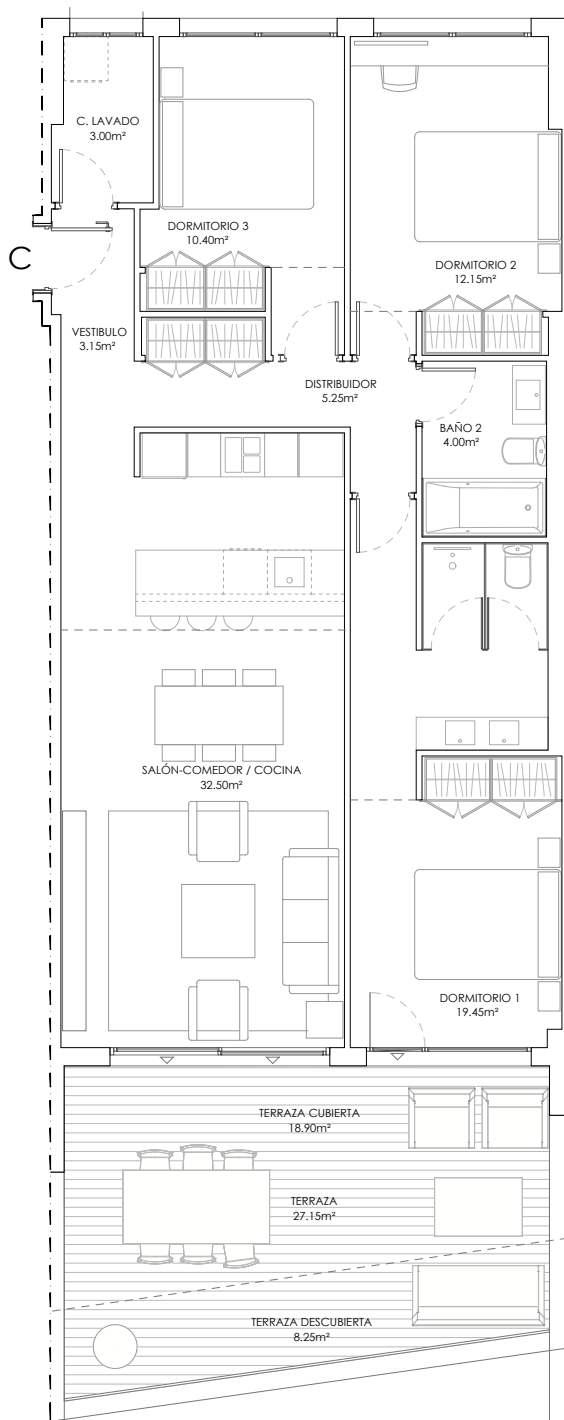 C. LAVADO
3.00m²
DORMITORIO 3
10.40m²
C
DORMITORIO 2
12.15m²
VESTIBULO
3.15m²
DISTRIBUIDOR
5.25m²
BAÑO 2
4.00m²
SALÓN-COMEDOR / COCINA
32.50m²
DORMITORIO 1
19.45m²
TERRAZA CUBIERTA
18.90m²
TERRAZA
27.15m²
TERRAZA DESCUBIERTA
8.25m²